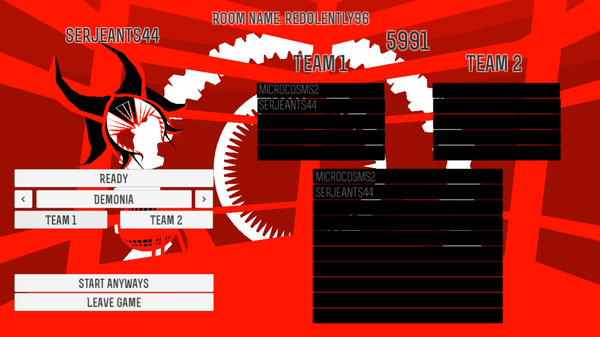 ROOM NAME: REDOLENTLY96
SERJEANTS44
5991
TEAM 1
TEAM 2
MICROCOSMS2
SERJEANTS44
READY
< DEMONIA >
TEAM 1 TEAM 2
MICROCOSMS2
SERJEANTS44
START ANYWAYS
LEAVE GAME